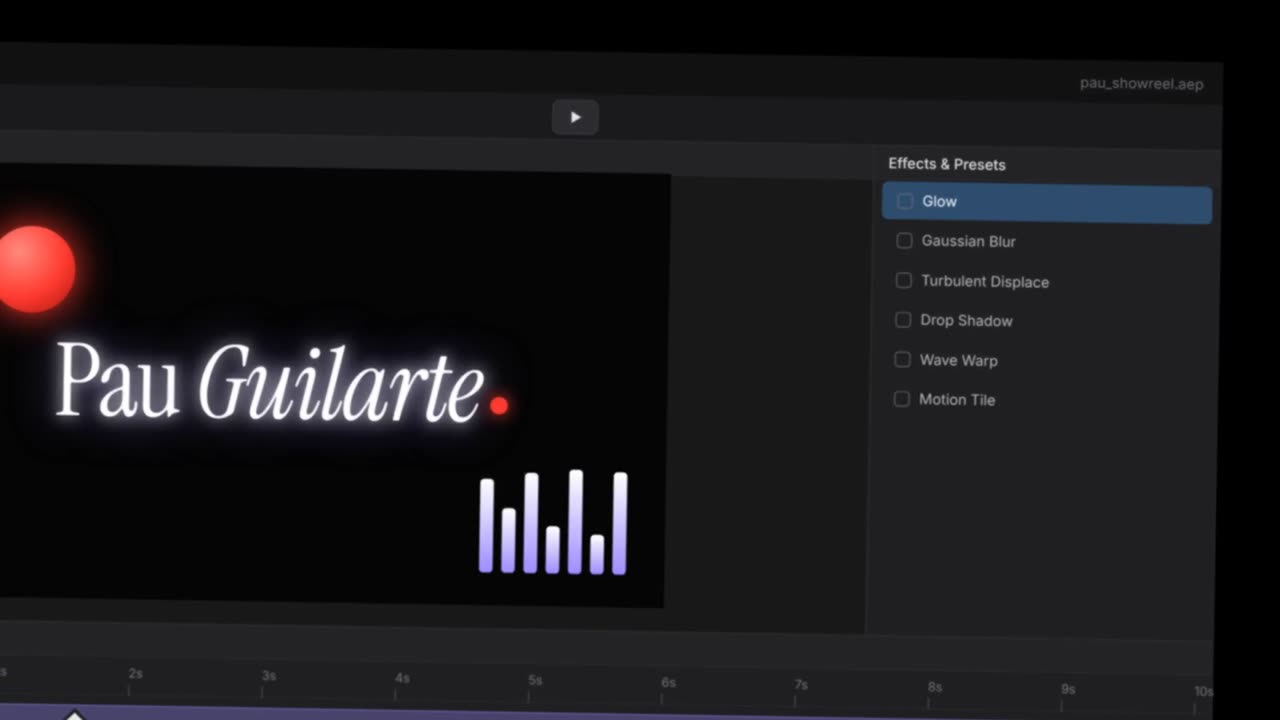 pau_showreel.aep
Effects & Presets
Glow
Gaussian Blur
Turbulent Displace
Drop Shadow
Wave Warp
Motion Tile
Pau Guilarte.
2s 3s 4s 5s 6s 7s 8s 9s 10s